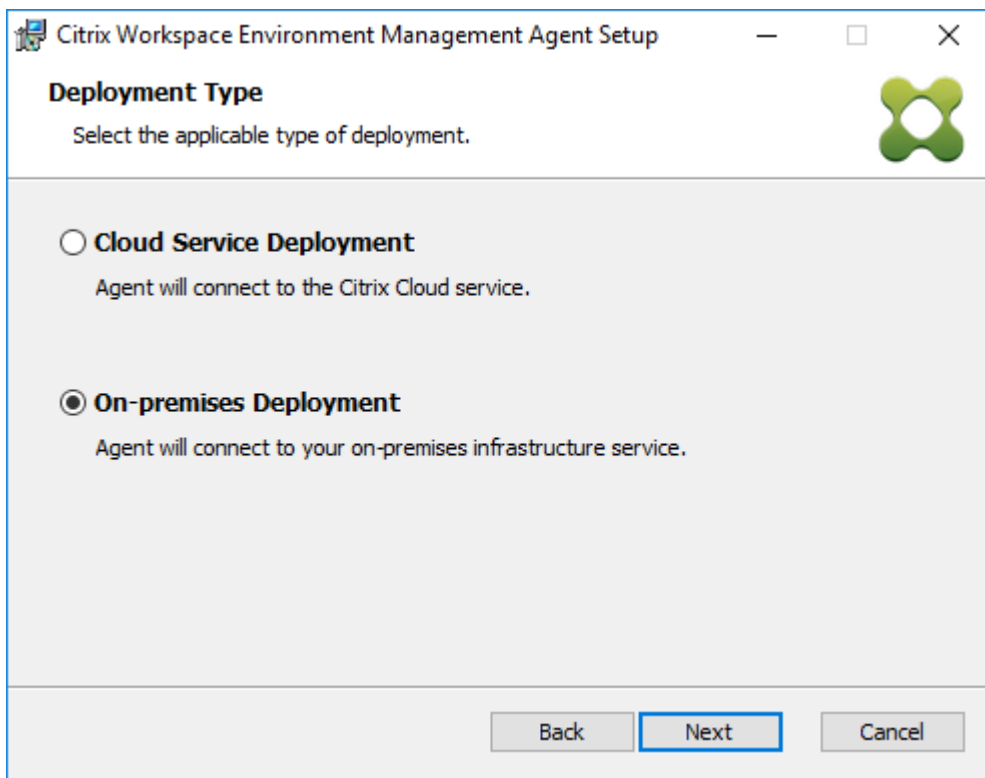 Citrix Workspace Environment Management Agent Setup
Deployment Type
Select the applicable type of deployment.
Cloud Service Deployment
Agent will connect to the Citrix Cloud service.
On-premises Deployment
Agent will connect to your on-premises infrastructure service.
Back Next Cancel